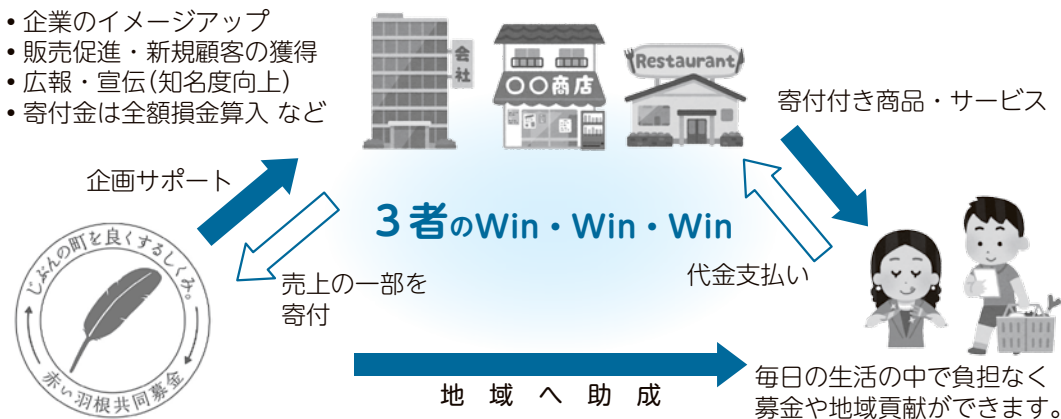 • 企業のイメージアップ
• 販売促進・新規顧客の獲得
• 広報・宣伝(知名度向上)
• 寄付金は全額損金算入 など
会社
〇〇商店
Restaurant
寄付付き商品・サービス
企画サポート
3者のWin・Win・Win
売上の一部を
寄付
代金支払い
じぶんの町を良くするしくみ。
赤い羽根共同募金
地域へ助成
毎日の生活の中で負担なく
募金や地域貢献ができます。